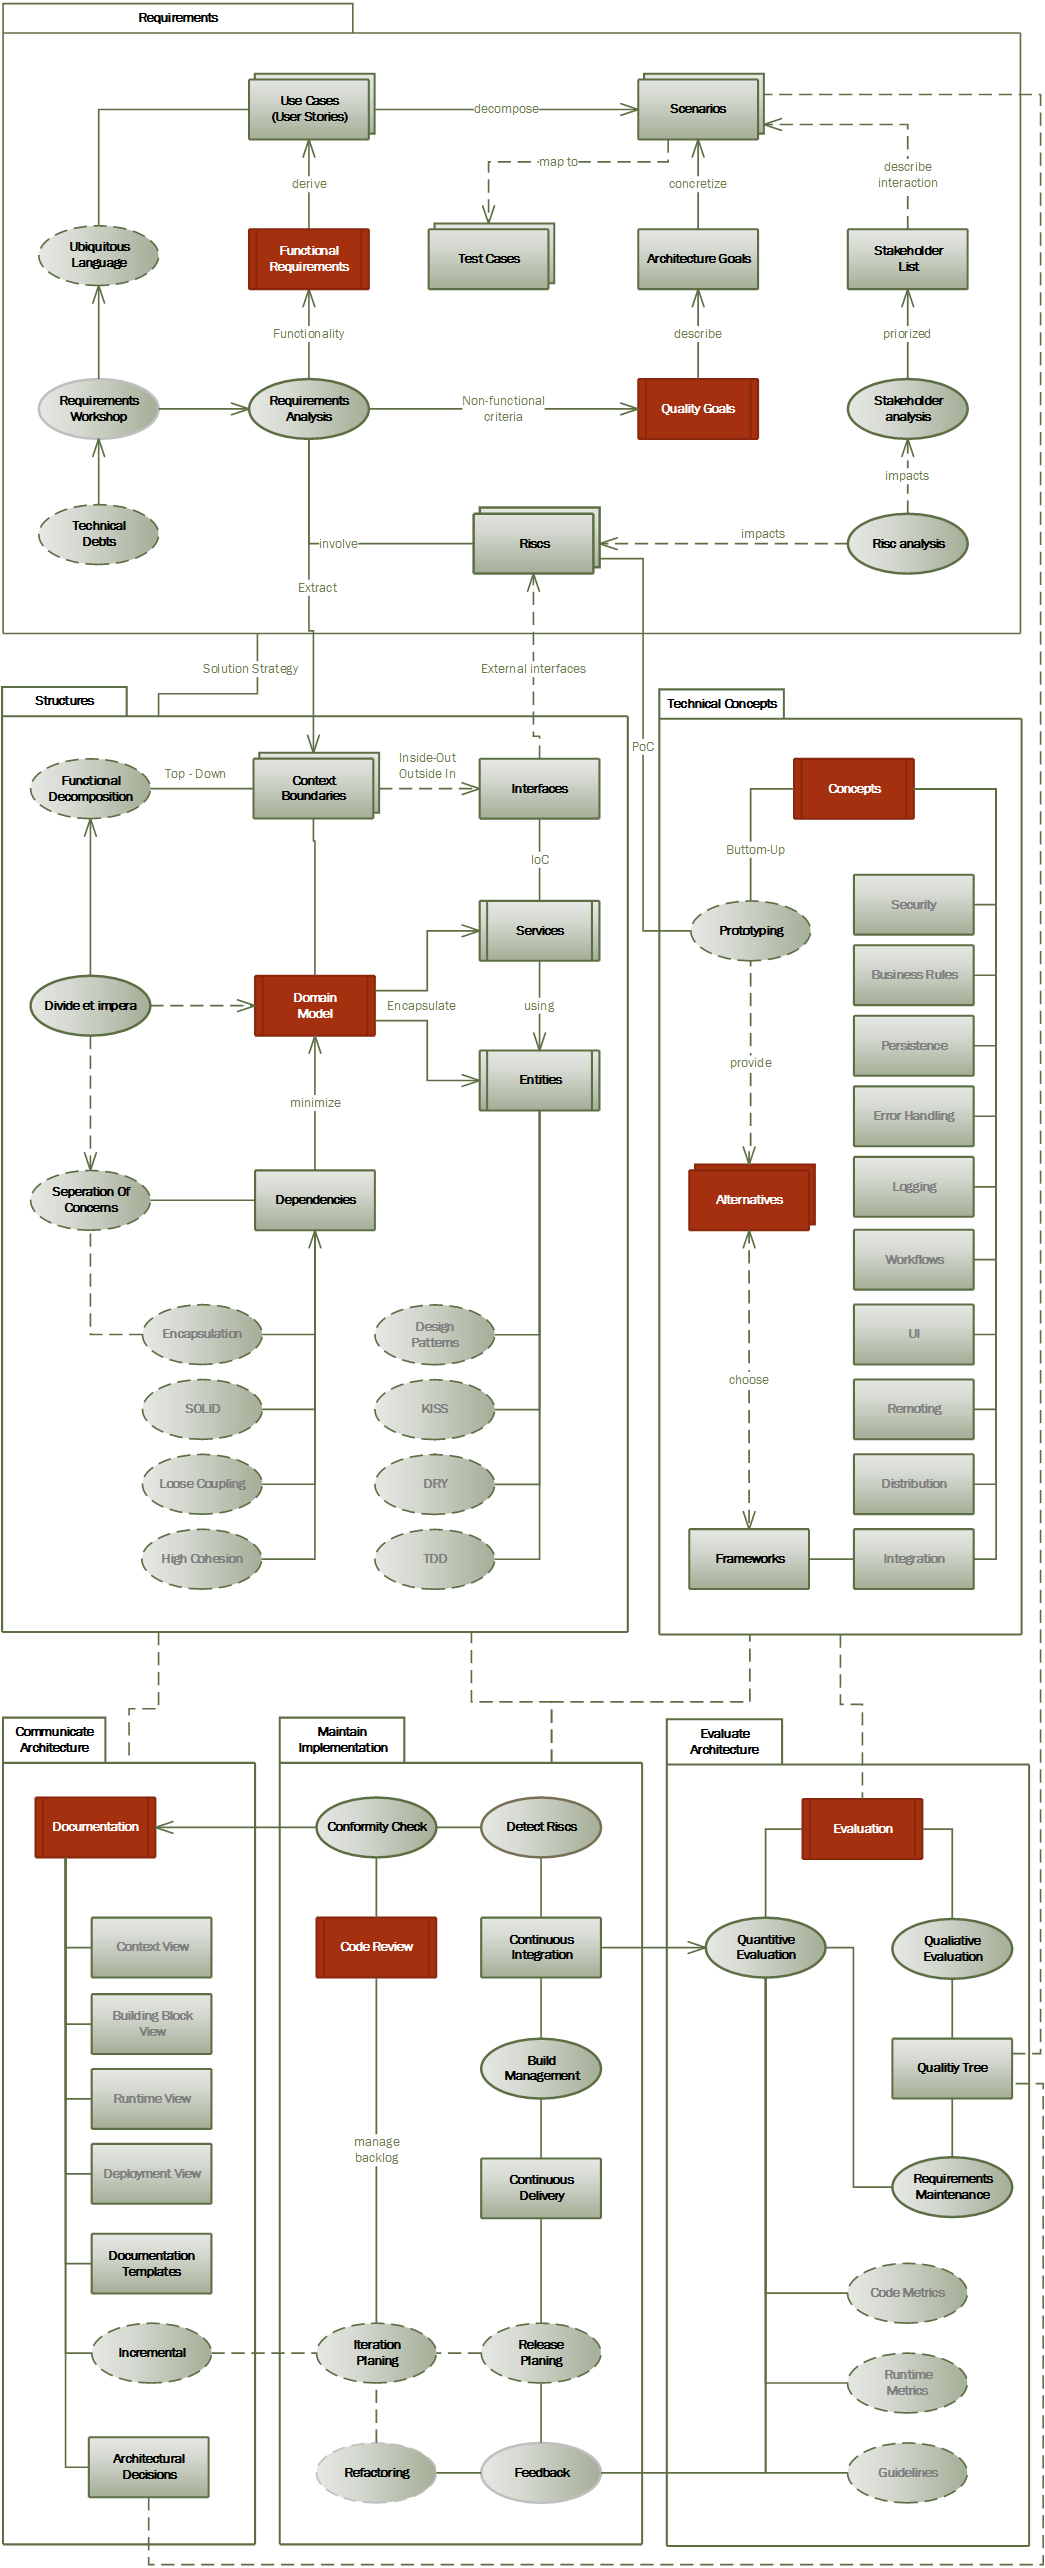 Requirements
Use Cases
(User Stories)
decompose
Scenarios
map to
derive
concretize
describe
interaction
Ubiquitous
Language
Functional
Requirements
Test Cases
Architecture Goals
Stakeholder
List
Functionality
describe
priorized
Requirements
Workshop
Requirements
Analysis
Non-functional
criteria
Quality Goals
Stakeholder
analysis
impacts
Technical
Debts
involve
Riscs
impacts
Risc analysis
Extract
Solution Strategy
External interfaces
Structures
Technical Concepts
PoC
Functional
Decomposition
Top - Down
Context
Boundaries
Inside-Out
Outside In
Interfaces
Concepts
IoC
Buttom-Up
Security
Services
Prototyping
Business Rules
Divide et impera
Domain
Model
Encapsulate
using
Persistence
provide
Entities
minimize
Error Handling
Seperation Of
Concerns
Dependencies
Alternatives
Logging
Workflows
Encapsulation
Design
Patterns
UI
choose
SOLID
KISS
Remoting
Loose Coupling
DRY
Distribution
High Cohesion
TDD
Frameworks
Integration
Communicate
Architecture
Maintain
Implementation
Evaluate
Architecture
Documentation
Conformity Check
Detect Riscs
Evaluation
Context View
Code Review
Continuous
Integration
Quantitive
Evaluation
Qualiative
Evaluation
Building Block
View
Build
Management
Qualitiy Tree
Runtime View
manage
backlog
Deployment View
Continuous
Delivery
Requirements
Maintenance
Documentation
Templates
Code Metrics
Incremental
Iteration
Planing
Release
Planing
Runtime
Metrics
Architectural
Decisions
Refactoring
Feedback
Guidelines